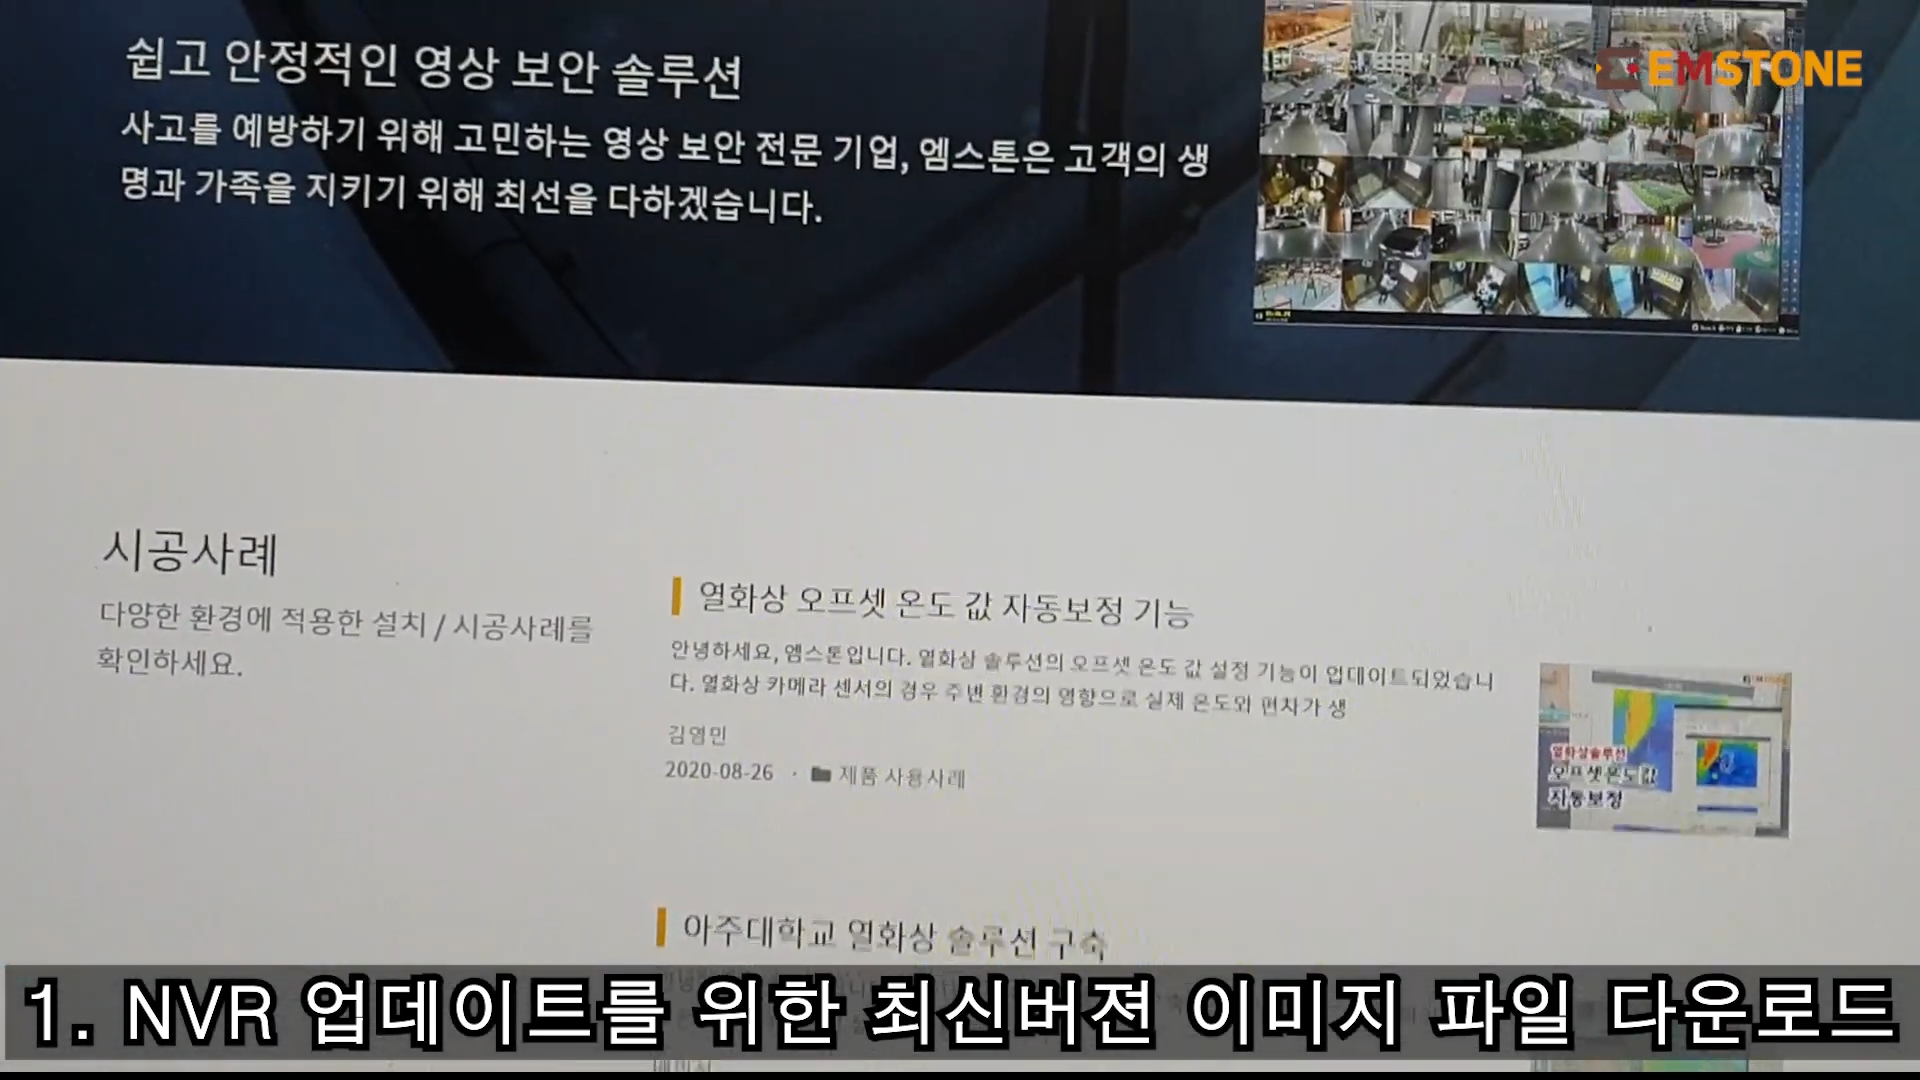 EMSTONE
쉽고 안정적인 영상 보안 솔루션
사고를 예방하기 위해 고민하는 영상 보안 전문 기업, 엠스톤은 고객의 생
명과 가족을 지키기 위해 최선을 다하겠습니다.
시공사례
다양한 환경에 적용한 설치 / 시공사례를
확인하세요.
열화상 오프셋 온도 값 자동보정 기능
안녕하세요, 엠스톤입니다. 열화상 솔루션의 오프셋 온도 값 설정 기능이 업데이트되었습니
다. 열화상 카메라 센서의 경우 주변 환경의 영향으로 실제 온도와 편차가 생
김영민
2020-08-26 · 제품 사용사례
열화상솔루션
오프셋온도값
자동보정
아주대학교 열화상 솔루션 구축
1. NVR 업데이트를 위한 최신버젼 이미지 파일 다운로드